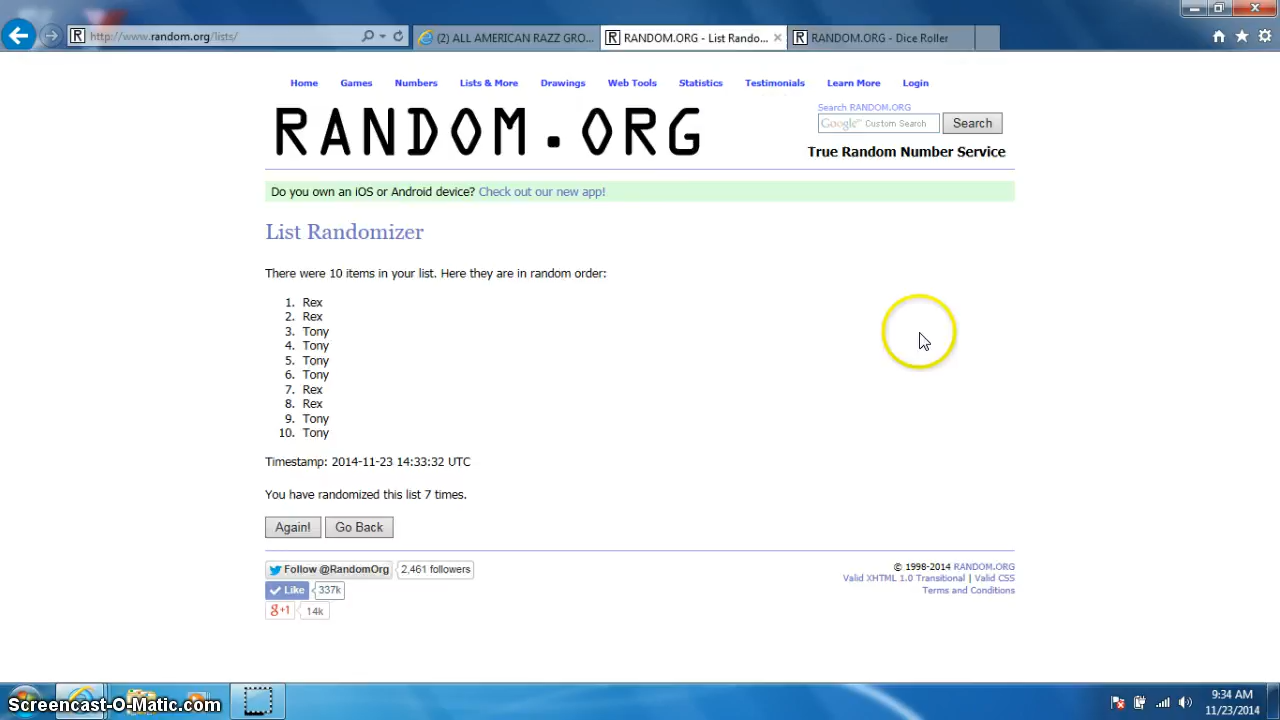 http://www.random.org/lists/
(2) ALL AMERICAN RAZZ GRO...
RANDOM.ORG - List Rando...
RANDOM.ORG - Dice Roller
Home Games Numbers Lists & More Drawings Web Tools Statistics Testimonials Learn More Login
RANDOM.ORG
Search RANDOM.ORG
Google Custom Search
Search
True Random Number Service
Do you own an iOS or Android device? Check out our new app!
List Randomizer
There were 10 items in your list. Here they are in random order:
1. Rex
2. Rex
3. Tony
4. Tony
5. Tony
6. Tony
7. Rex
8. Rex
9. Tony
10. Tony
Timestamp: 2014-11-23 14:33:32 UTC
You have randomized this list 7 times.
Again! Go Back
Follow @RandomOrg 2,461 followers
Like 337k
g+1 14k
© 1998-2014 RANDOM.ORG
Valid XHTML 1.0 Transitional | Valid CSS
Terms and Conditions
Screencast-O-Matic.com
9:34 AM
11/23/2014